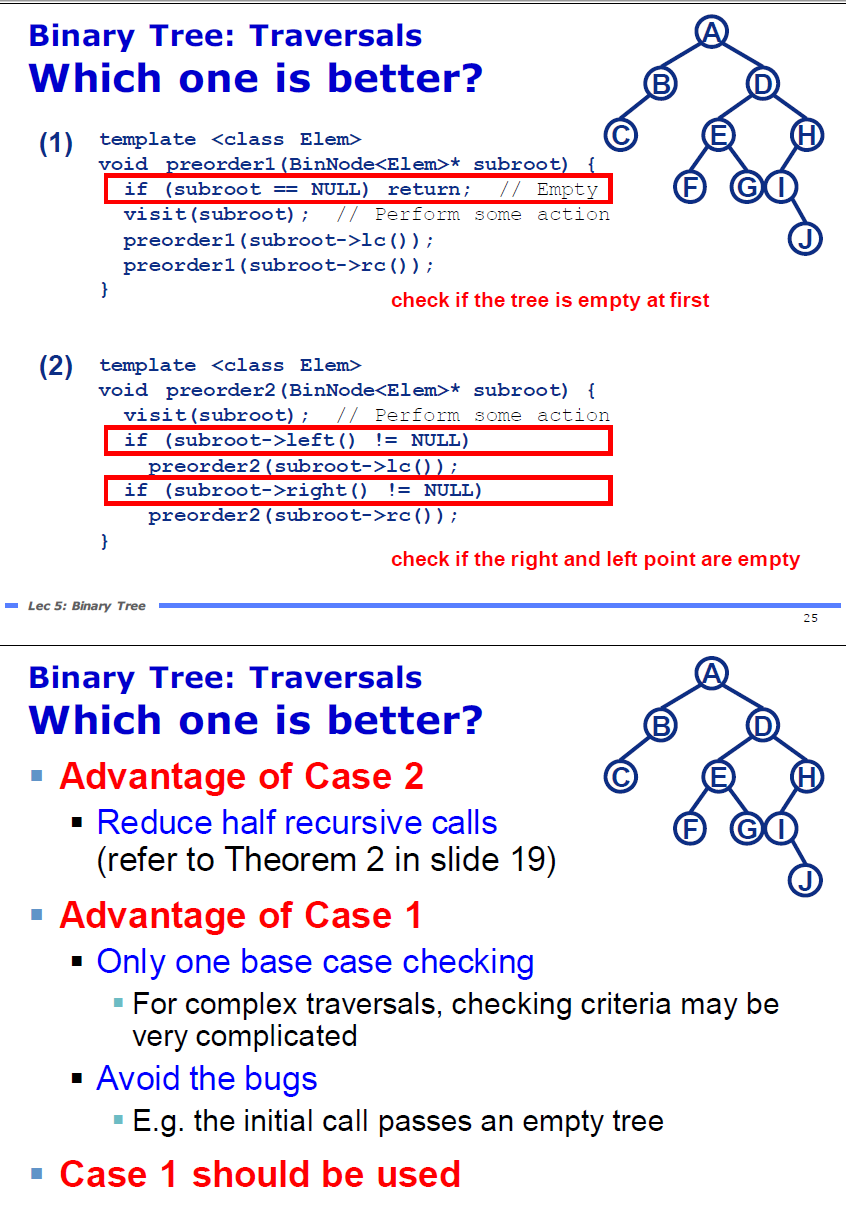 Binary Tree: Traversals
Which one is better?
A
B D
C E H
F G I
J
(1) template <class Elem>
void preorder1(BinNode<Elem>* subroot) {
if (subroot == NULL) return; // Empty
visit(subroot); // Perform some action
preorder1(subroot->lc());
preorder1(subroot->rc());
}
check if the tree is empty at first
(2) template <class Elem>
void preorder2(BinNode<Elem>* subroot) {
visit(subroot); // Perform some action
if (subroot->left() != NULL)
preorder2(subroot->lc());
if (subroot->right() != NULL)
preorder2(subroot->rc());
}
check if the right and left point are empty
Lec 5: Binary Tree
25
Binary Tree: Traversals
Which one is better?
A
B D
C E H
F G I
J
Advantage of Case 2
Reduce half recursive calls
(refer to Theorem 2 in slide 19)
Advantage of Case 1
Only one base case checking
For complex traversals, checking criteria may be
very complicated
Avoid the bugs
E.g. the initial call passes an empty tree
Case 1 should be used